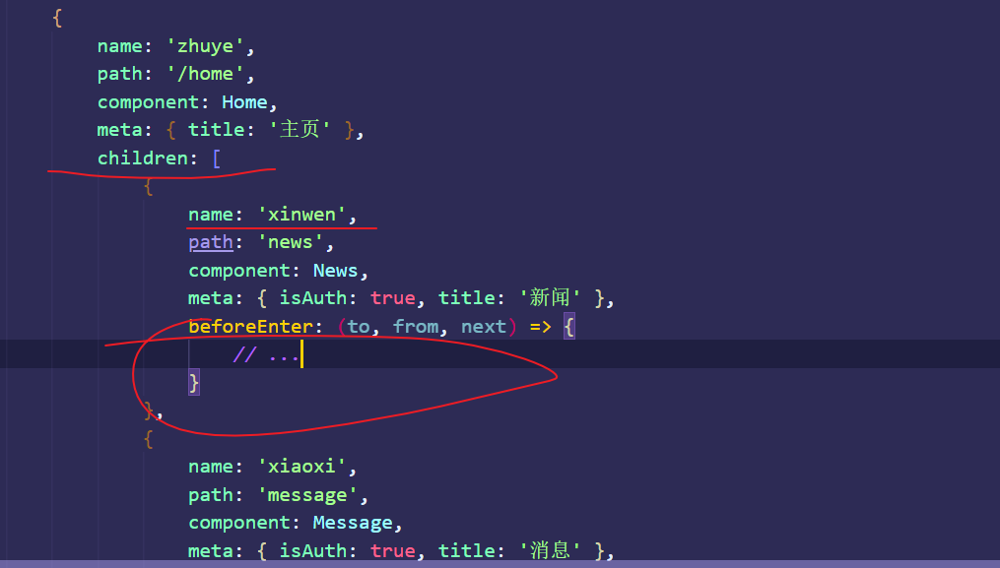 {
name: 'zhuye',
path: '/home',
component: Home,
meta: { title: '主页' },
children: [
{
name: 'xinwen',
path: 'news',
component: News,
meta: { isAuth: true, title: '新闻' },
beforeEnter: (to, from, next) => {
// ...
}
},
{
name: 'xiaoxi',
path: 'message',
component: Message,
meta: { isAuth: true, title: '消息' },